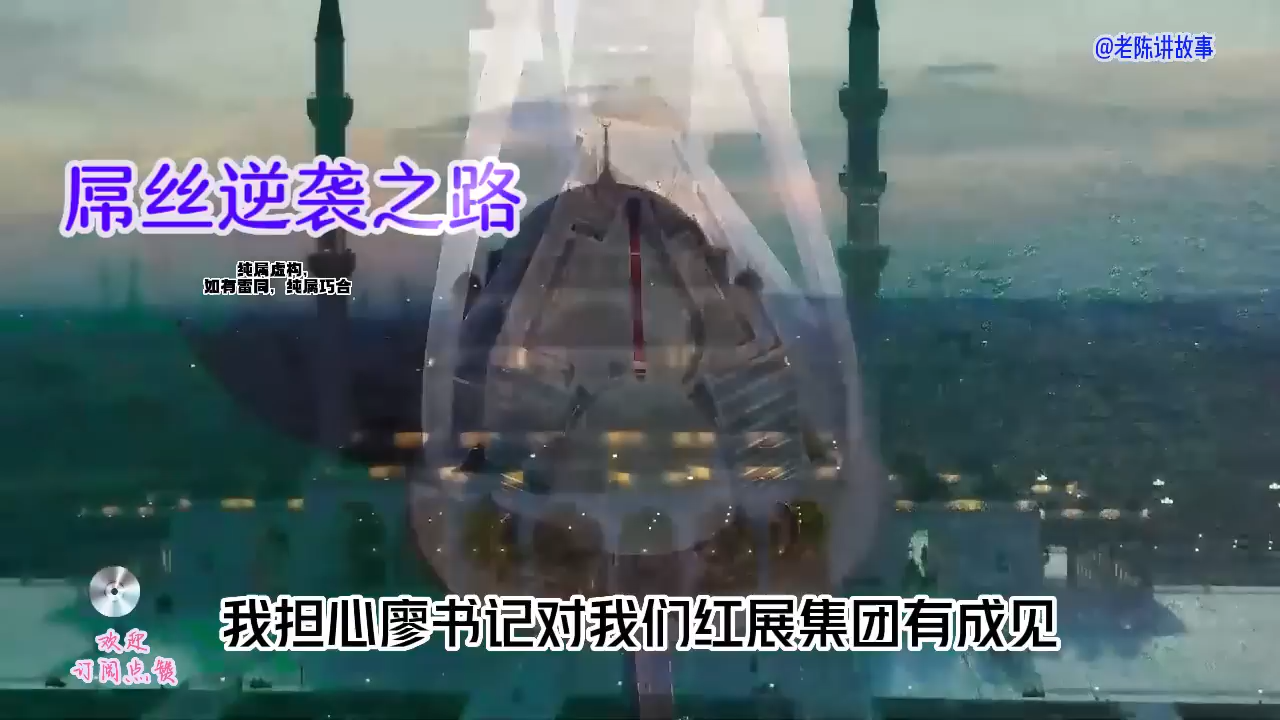 @老陈讲故事
屌丝逆袭之路
纯属虚构,
如有雷同，纯属巧合
欢迎
订阅点赞
我担心廖书记对我们红展集团有成见